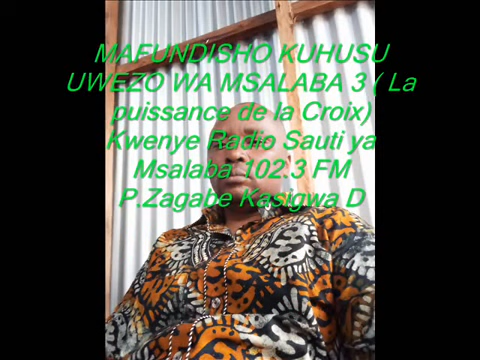 MAFUNDISHO KUHUSU
UWEZO WA MSALABA 3 ( La
puissance de la Croix)
Kwenye Radio Sauti ya
Msalaba 102.3 FM
P.Zagabe Kasigwa D